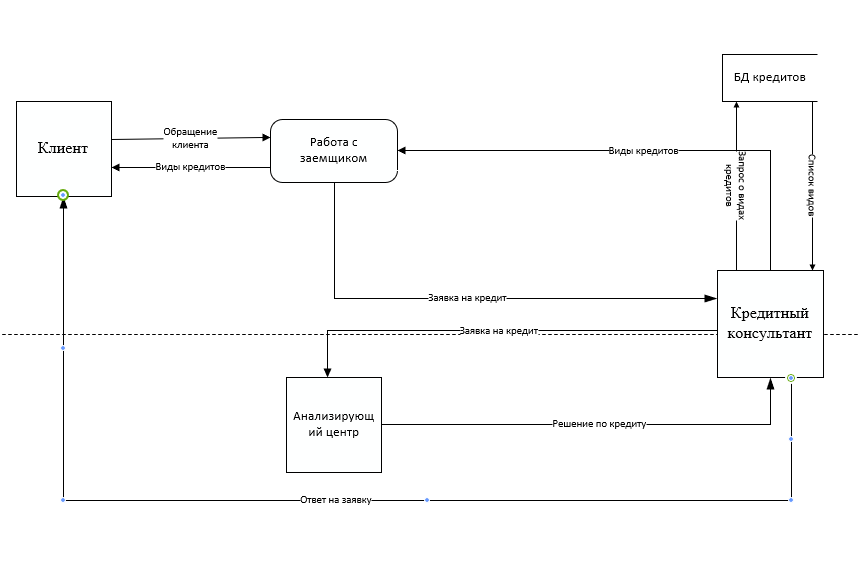 БД кредитов
Обращение
клиента
Клиент
Работа с
заемщиком
Виды кредитов
Виды кредитов
Запрос о видах
кредитов
Список видов
Заявка на кредит
Кредитный
консультант
Заявка на кредит
Анализирующ
ий центр
Решение по кредиту
Ответ на заявку